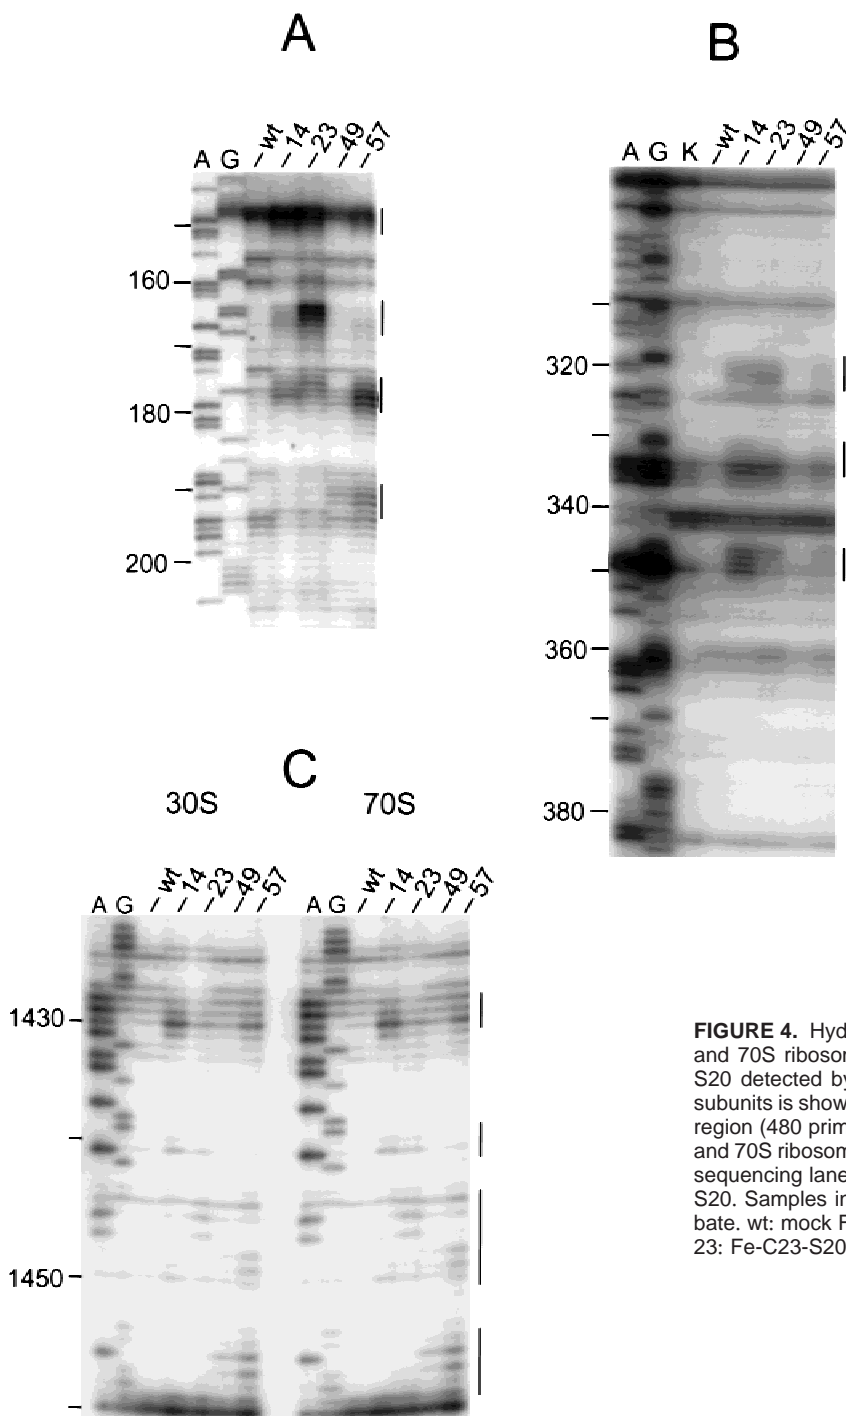 A
A G –wt –14 –23 –49 –57
160
180
200
B
A G K –wt –14 –23 –49 –57
320
340
360
380
C
30S 70S
A G –wt –14 –23 –49 –57 A G –wt –14 –23 –49 –57
1430
1450
FIGURE 4. Hyd
and 70S riboson
S20 detected by
subunits is show
region (480 prim
and 70S ribosom
sequencing lane
S20. Samples in
bate. wt: mock F
23: Fe-C23-S20